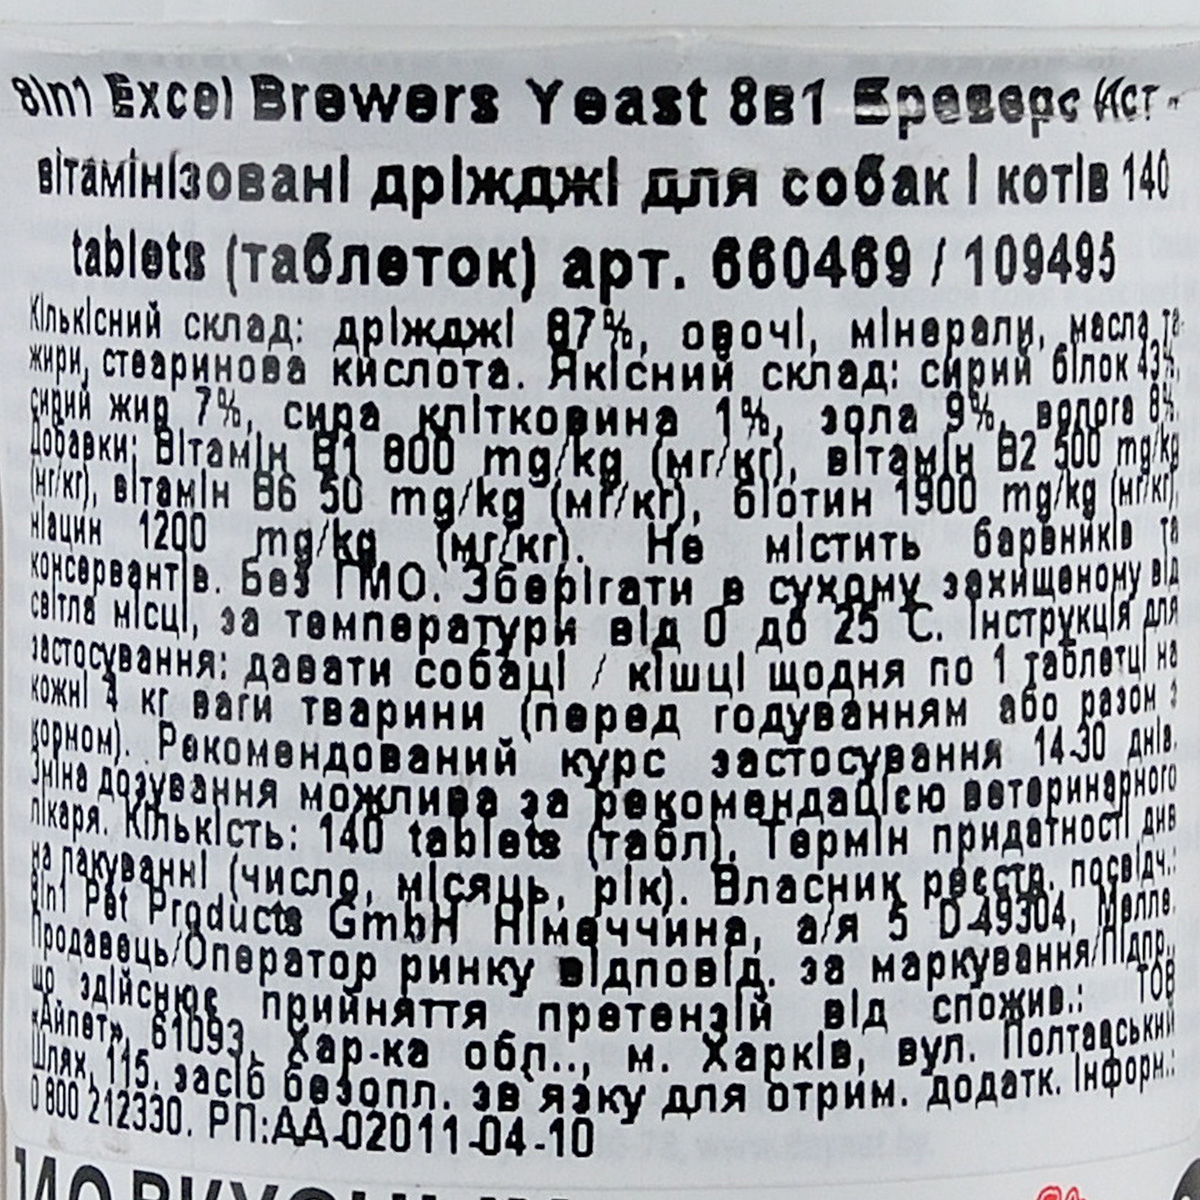 8in1 Excel Brewers Yeast 8в1 Бреверс Йст -
вітамінізовані дріжджі для собак і котів 140
tablets (таблеток) арт. 660469 / 109495
Кількісний склад: дріжджі 87%, овочі, мінерали, масла та
жири, стеаринова кислота. Якісний склад: сирий білок 43%,
сирий жир 7%, сира клітковина 1%, зола 9%, волога 8%.
Добавки: Вітамін В1 800 mg/kg (мг/кг), вітамін В2 500 mg/kg
(мг/кг), вітамін В6 50 mg/kg (мг/кг), біотин 1900 mg/kg (мг/кг),
ніацин 1200 mg/kg (мг/кг). Не містить барвників та
консервантів. Без ГМО. Зберігати в сухому захищеному від
світла місці, за температури від 0 до 25 С. Інструкція для
застосування: давати собаці / кішці щодня по 1 таблетці на
кожні 4 кг ваги тварини (перед годуванням або разом з
кормом). Рекомендований курс застосування 14-30 днів.
Зміна дозування можлива за рекомендацією ветеринарного
лікаря. Кількість: 140 tablets (табл). Термін придатності див
на пакуванні (число, місяць, рік). Власник реєстр. посвідч.:
8in1 Pet Products GmbH Німеччина, а/я 5 D-49304, Мелле.
Продавець/Оператор ринку відповід. за маркування/Підпр.,
що здійснює прийняття претензій від спожив.: ТОВ
«Айпет», 61093, Хар-ка обл.., м. Харків, вул. Полтавський
Шлях, 115. засіб безопл. зв'язку для отрим. додатк. Інформ.:
0 800 212330. РП:АА-02011-04-10